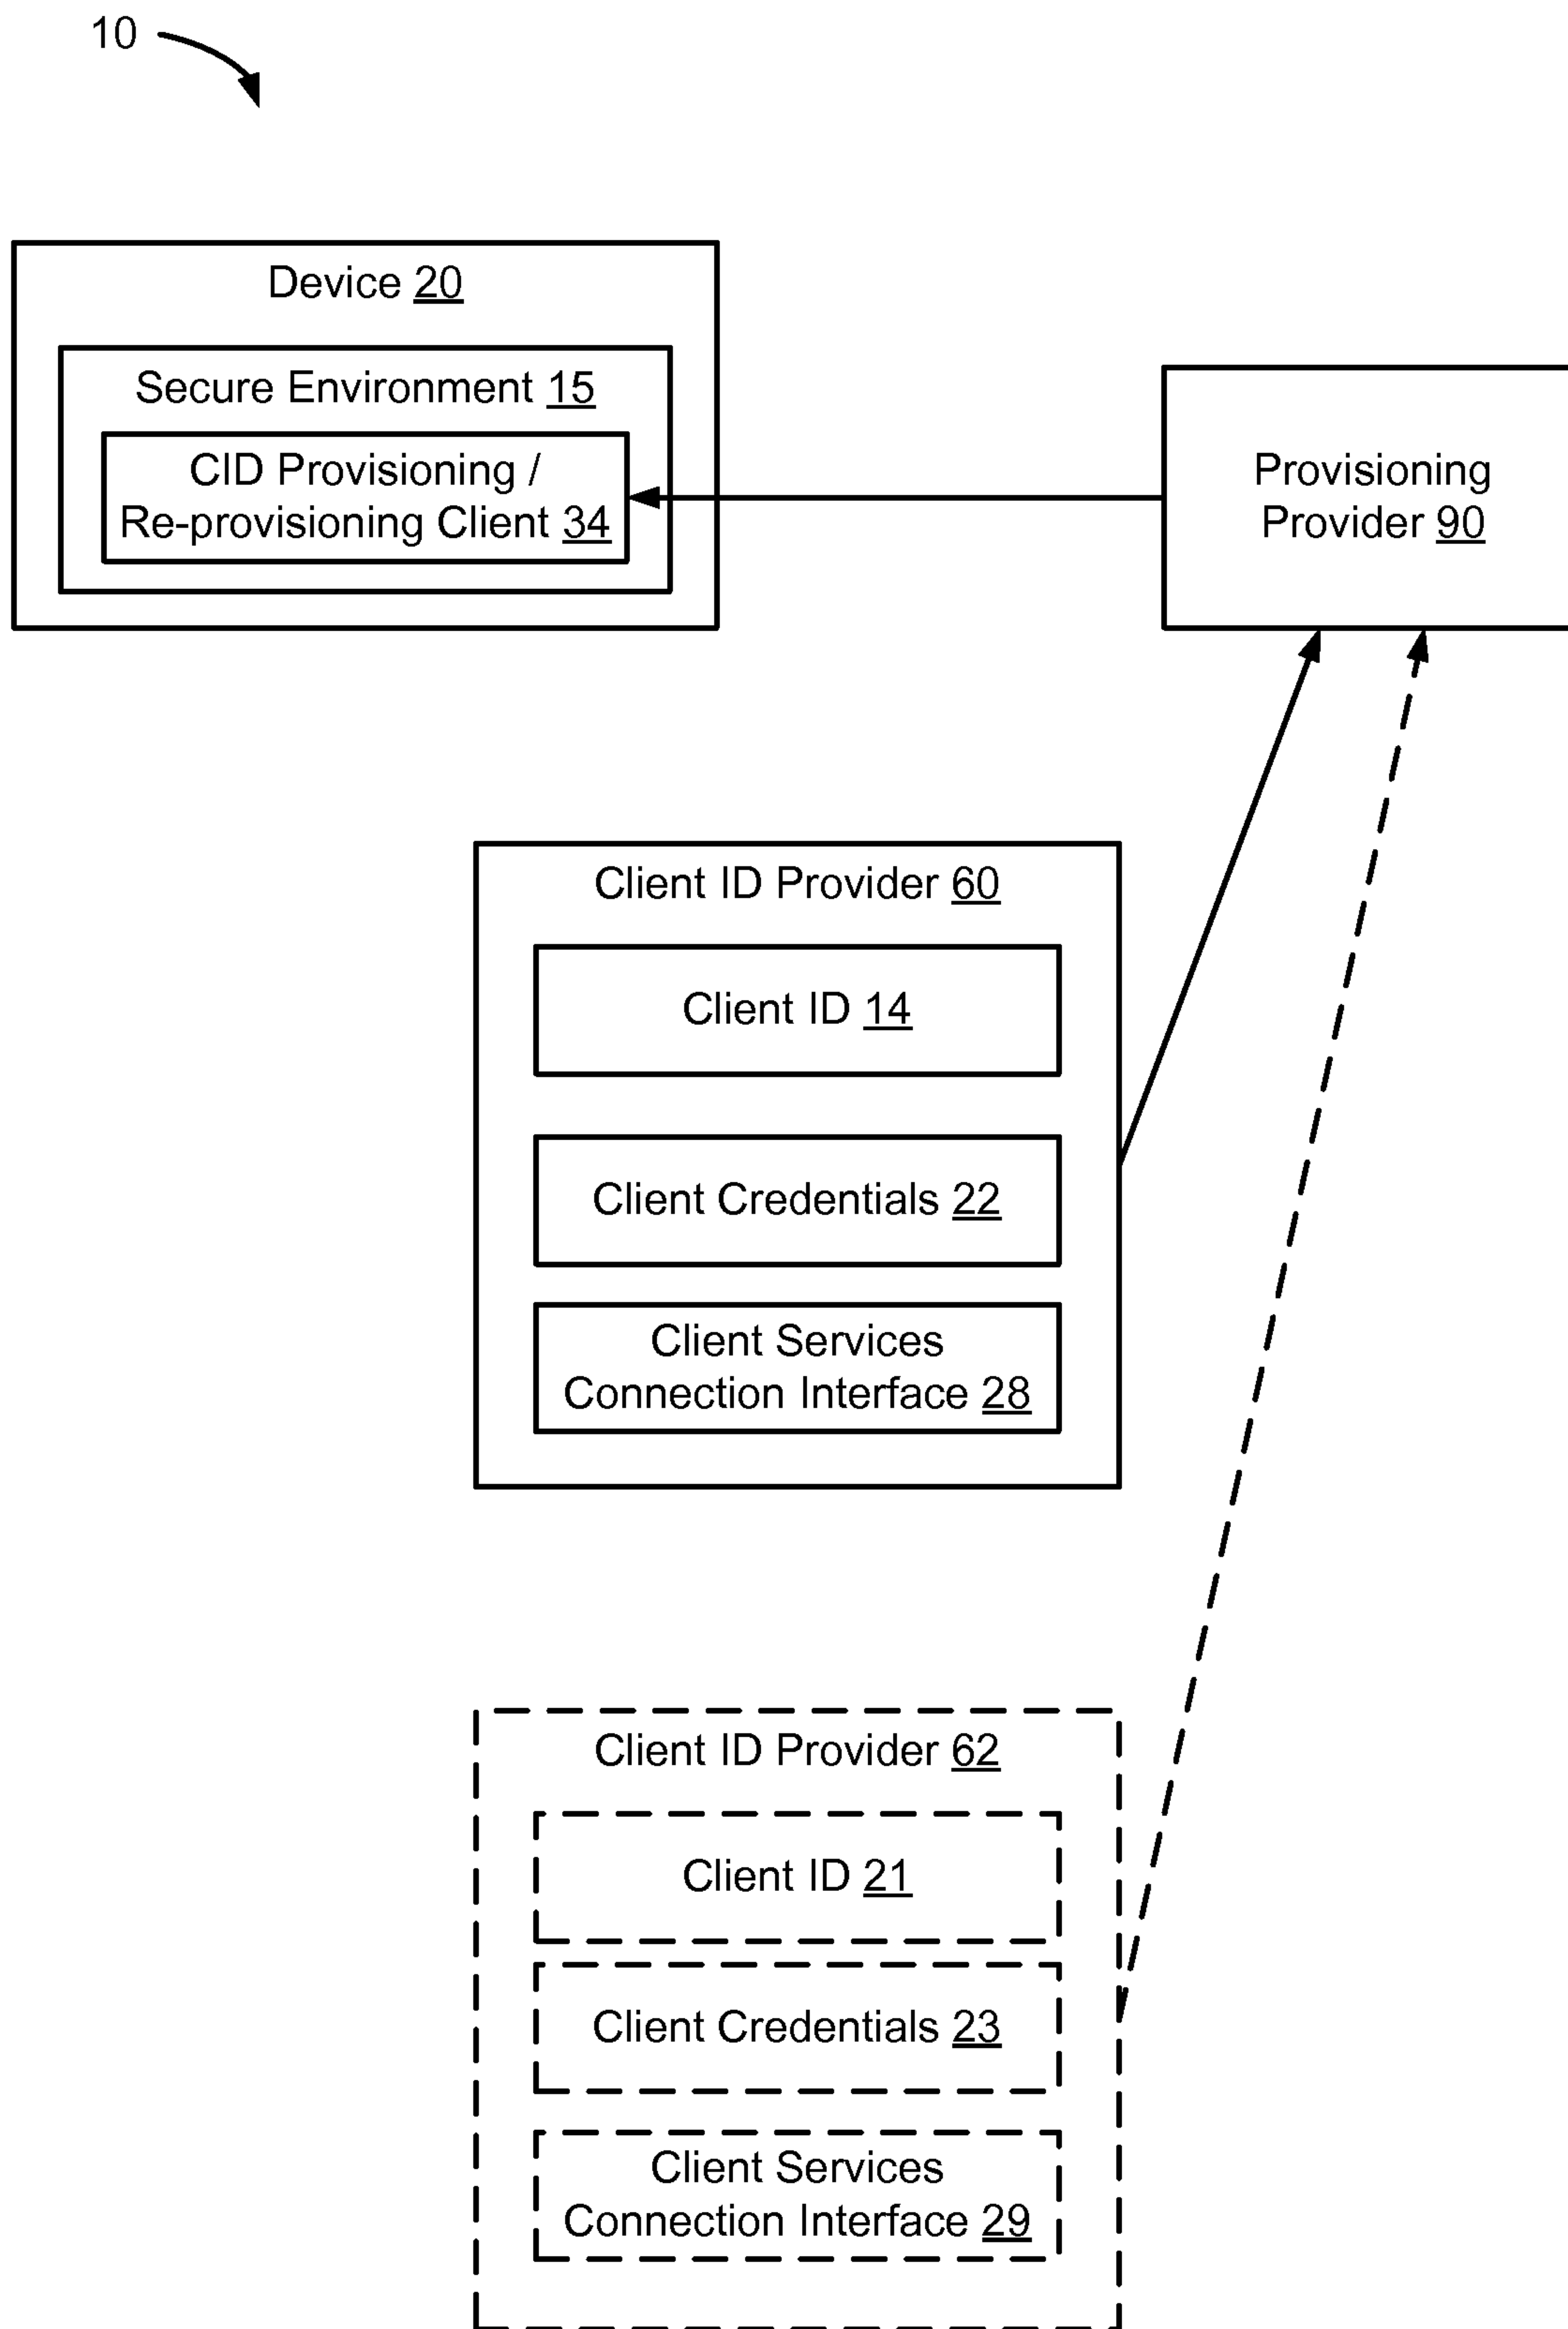 10
Device 20
Secure Environment 15
CID Provisioning /
Re-provisioning Client 34
Provisioning
Provider 90
Client ID Provider 60
Client ID 14
Client Credentials 22
Client Services
Connection Interface 28
Client ID Provider 62
Client ID 21
Client Credentials 23
Client Services
Connection Interface 29